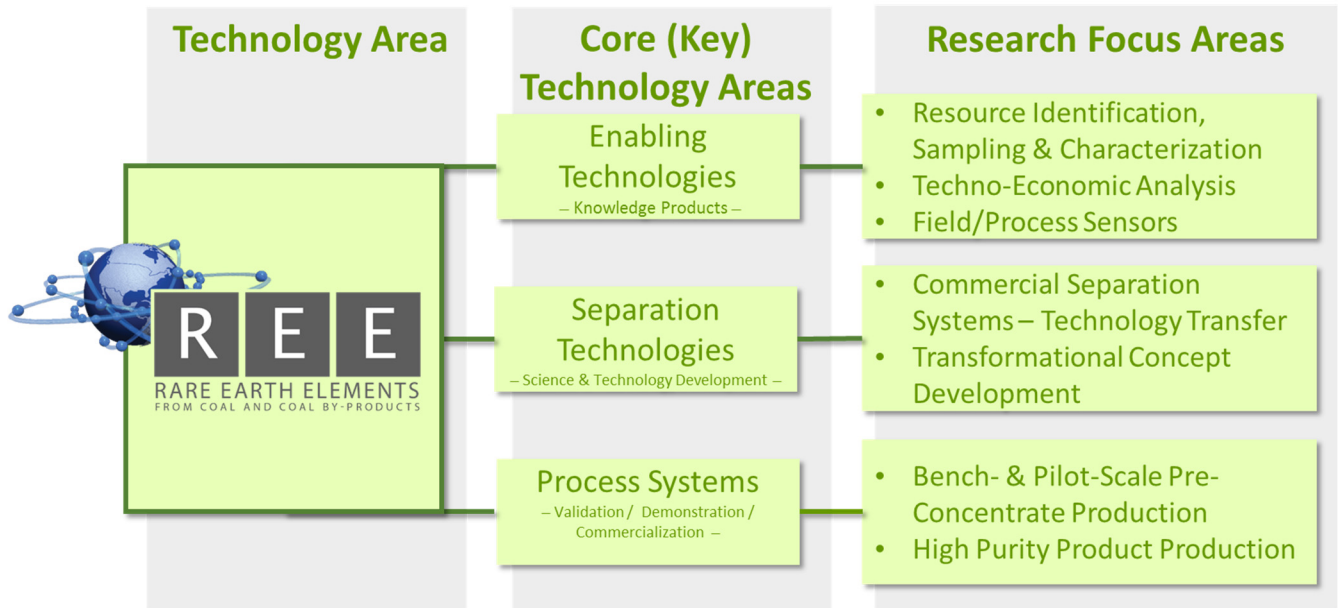 Technology Area
Core (Key)
Technology Areas
Research Focus Areas
R E E
RARE EARTH ELEMENTS
FROM COAL AND COAL BY-PRODUCTS
Enabling
Technologies
– Knowledge Products –
• Resource Identification,
Sampling & Characterization
• Techno-Economic Analysis
• Field/Process Sensors
Separation
Technologies
– Science & Technology Development –
• Commercial Separation
Systems – Technology Transfer
• Transformational Concept
Development
Process Systems
– Validation / Demonstration /
Commercialization –
• Bench- & Pilot-Scale Pre-
Concentrate Production
• High Purity Product Production